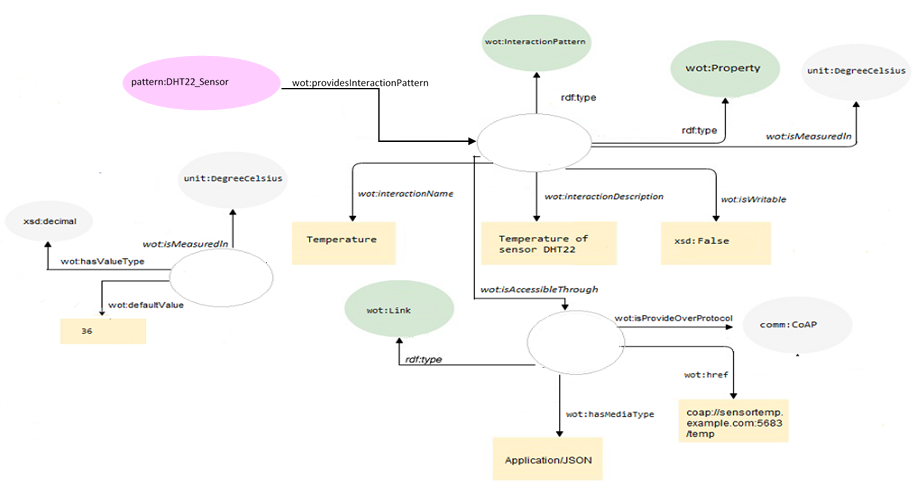 wot:InteractionPattern
wot:Property
unit:DegreeCelsius
pattern:DHT22_Sensor
wot:providesInteractionPattern
rdf:type
rdf:type
wot:isMeasuredIn
unit:DegreeCelsius
wot:interactionName
wot:interactionDescription
wot:isWritable
xsd:decimal
wot:isMeasuredIn
Temperature
Temperature of
sensor DHT22
xsd:False
wot:hasValueType
wot:defaultValue
wot:isAccessibleThrough
36
wot:Link
wot:isProvideOverProtocol
comm:CoAP
rdf:type
wot:href
wot:hasMediaType
coap://sensortemp.
example.com:5683
/temp
Application/JSON